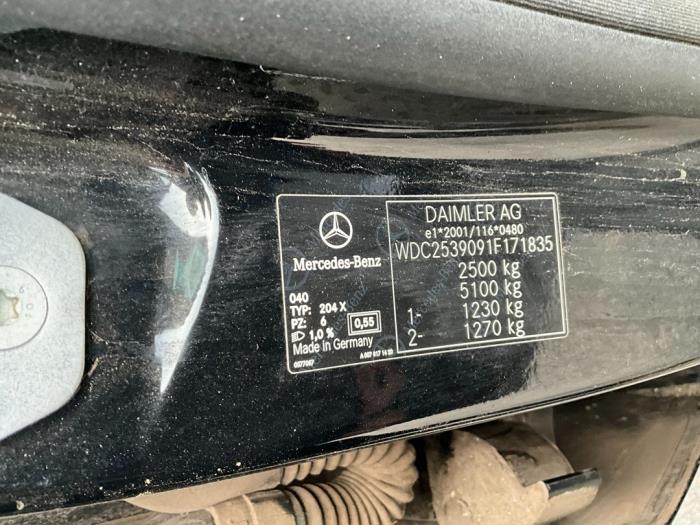 DAIMLER AG
e1*2001/116*0480
WDC2539091F171835
2500 kg
5100 kg
1- 1230 kg
2- 1270 kg
Mercedes-Benz
040
TYP: 204 X
PZ: 6
1,0 % 0,55
Made in Germany